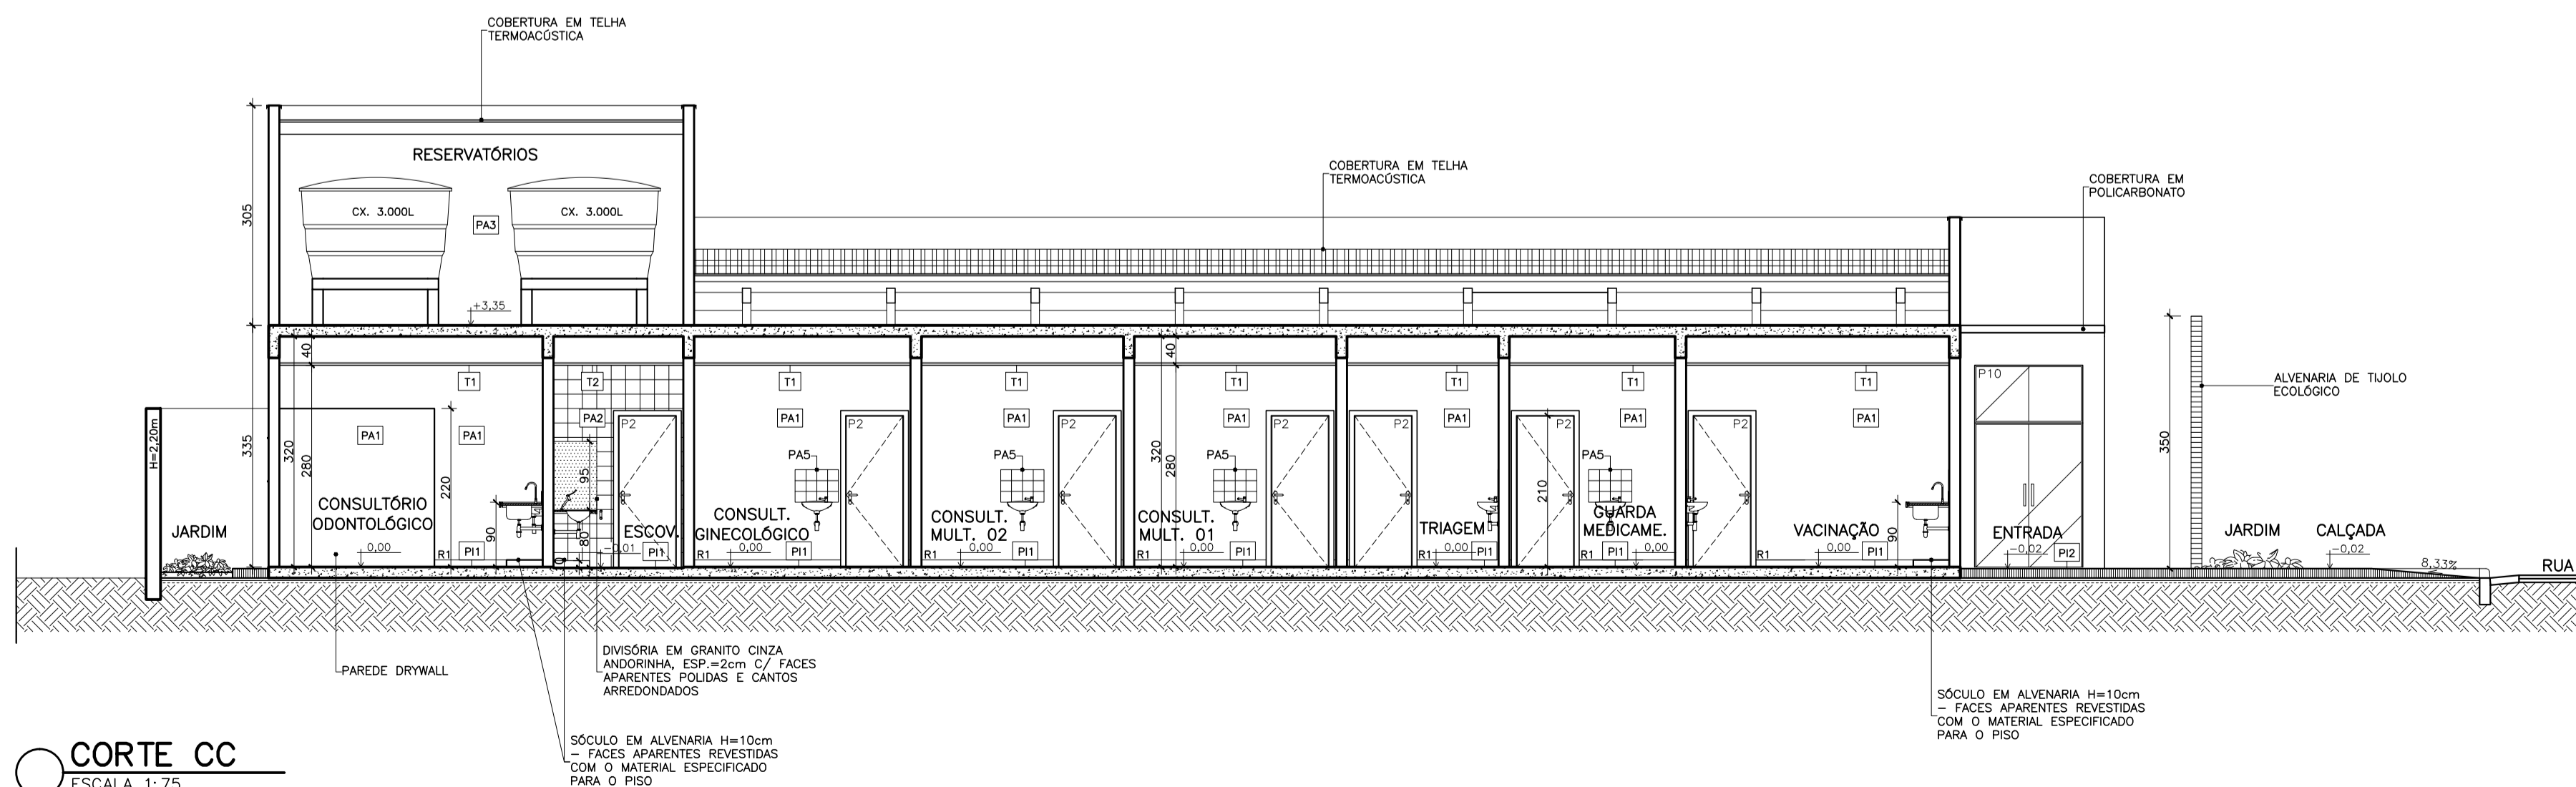 COBERTURA EM TELHA
TERMOACÚSTICA
RESERVATÓRIOS
CX. 3.000L
CX. 3.000L
PA3
305
+3,35
COBERTURA EM TELHA
TERMOACÚSTICA
COBERTURA EM
POLICARBONATO
40
40
T1
T2
T1
T1
T1
T1
T1
T1
P10
350
ALVENARIA DE TIJOLO
ECOLÓGICO
H=2,20m
335
320
280
PA1
PA1
220
PA2
P2
95
PA1
P2
PA1
P2
PA1
P2
320
280
P2
PA1
P2
210
PA1
P2
PA1
PA5
PA5
PA5
PA5
JARDIM
CONSULTÓRIO
ODONTOLÓGICO
90
80
ESCOV.
CONSULT.
GINECOLÓGICO
CONSULT.
MULT. 02
CONSULT.
MULT. 01
TRIAGEM
GUARDA
MEDICAME.
VACINAÇÃO
90
ENTRADA
JARDIM
CALÇADA
0,00
R1
PI1
-0,01
PI1
R1
0,00
PI1
R1
0,00
PI1
R1
0,00
PI1
R1
0,00
PI1
R1
PI1
0,00
R1
0,00
PI1
-0,02
PI2
-0,02
8,33%
RUA
PAREDE DRYWALL
DIVISÓRIA EM GRANITO CINZA
ANDORINHA, ESP.=2cm C/ FACES
APARENTES POLIDAS E CANTOS
ARREDONDADOS
SÓCULO EM ALVENARIA H=10cm
– FACES APARENTES REVESTIDAS
COM O MATERIAL ESPECIFICADO
PARA O PISO
SÓCULO EM ALVENARIA H=10cm
– FACES APARENTES REVESTIDAS
COM O MATERIAL ESPECIFICADO
PARA O PISO
CORTE CC
ESCALA 1:75